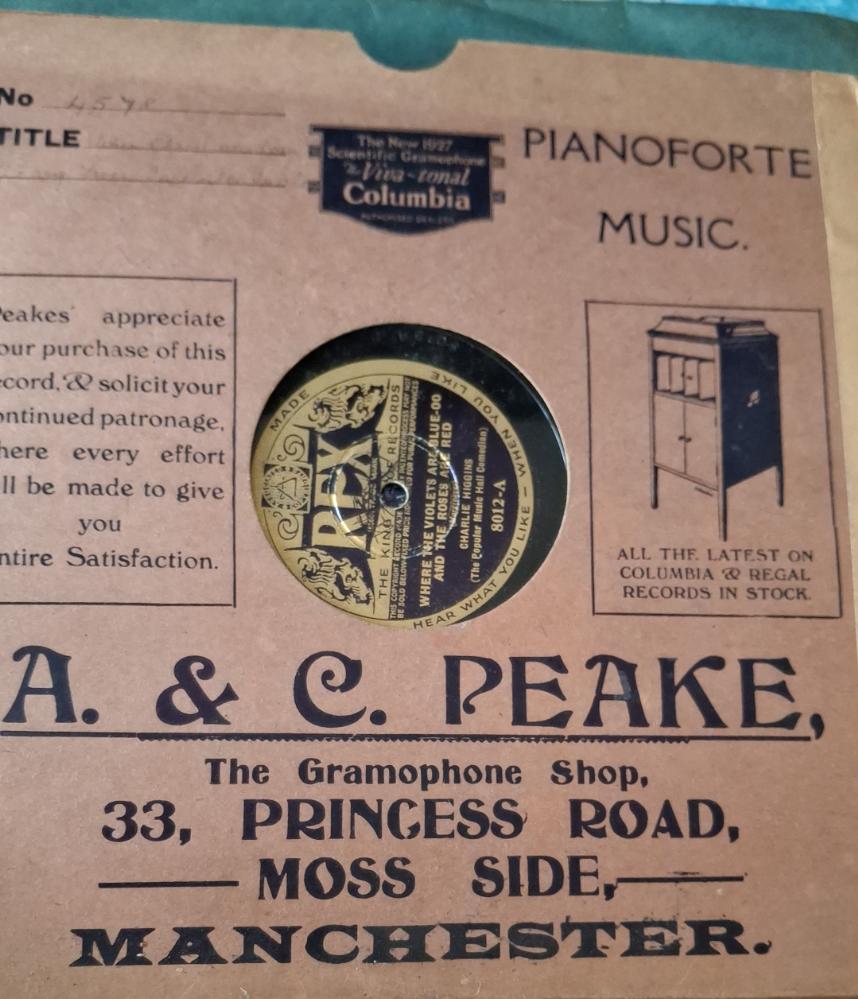 No 4578
TITLE
The New 1927
Scientific Gramophone
The Viva-tonal
Columbia
AUTHORISED DEALERS
PIANOFORTE
MUSIC.
eakes' appreciate
our purchase of this
ecord, & solicit your
ontinued patronage,
here every effort
ll be made to give
you
ntire Satisfaction.
MADE
REX
THE KING OF RECORDS
WHERE THE VIOLETS ARE BLUE-OO
AND THE ROSES ARE RED
CHARLIE HIGGINS
(The Popular Music Hall Comedian)
8012-A
HEAR WHAT YOU LIKE — WHEN YOU LIKE
ALL THE LATEST ON
COLUMBIA & REGAL
RECORDS IN STOCK.
A. & C. PEAKE,
The Gramophone Shop,
33, PRINCESS ROAD,
MOSS SIDE,
MANCHESTER.